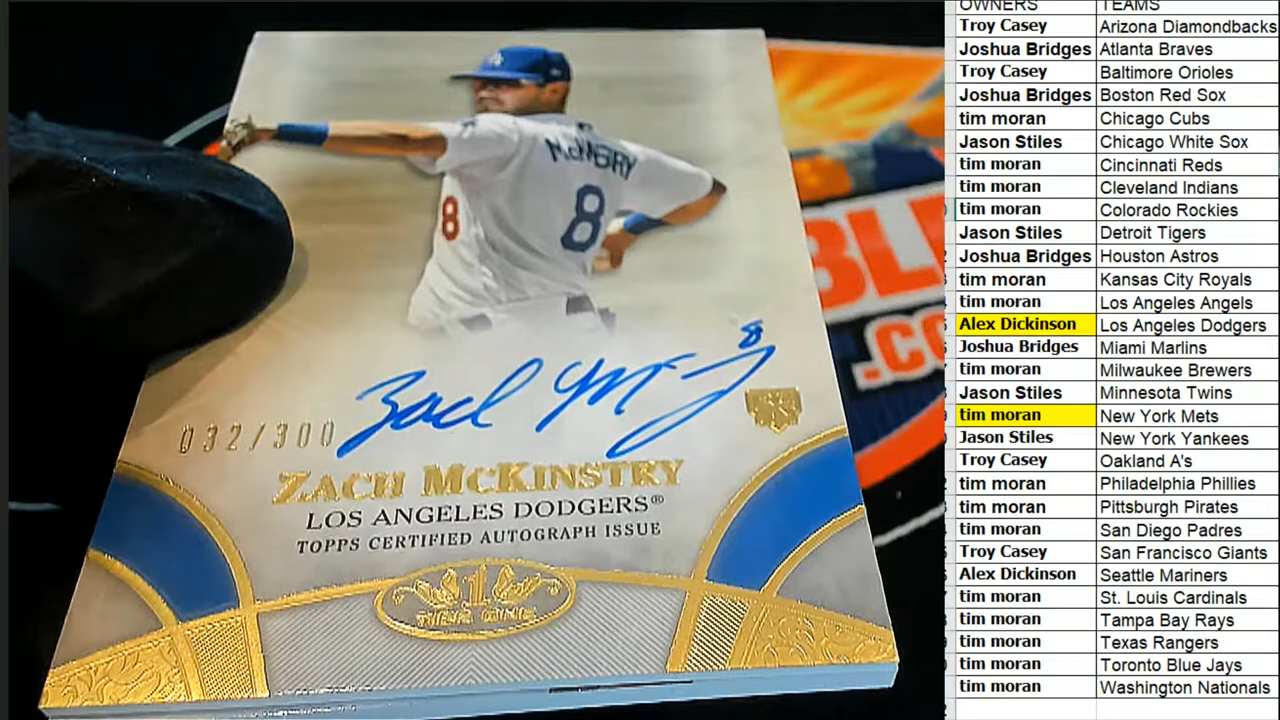 McKINSTRY
8
8
Zach McK 8
032/300
ZACH McKINSTRY
LOS ANGELES DODGERS®
TOPPS CERTIFIED AUTOGRAPH ISSUE
1
TIER ONE
BL
.CO
OWNERS TEAMS
Troy Casey Arizona Diamondbacks
Joshua Bridges Atlanta Braves
Troy Casey Baltimore Orioles
Joshua Bridges Boston Red Sox
tim moran Chicago Cubs
Jason Stiles Chicago White Sox
tim moran Cincinnati Reds
tim moran Cleveland Indians
tim moran Colorado Rockies
Jason Stiles Detroit Tigers
Joshua Bridges Houston Astros
tim moran Kansas City Royals
tim moran Los Angeles Angels
Alex Dickinson Los Angeles Dodgers
Joshua Bridges Miami Marlins
tim moran Milwaukee Brewers
Jason Stiles Minnesota Twins
tim moran New York Mets
Jason Stiles New York Yankees
Troy Casey Oakland A's
tim moran Philadelphia Phillies
tim moran Pittsburgh Pirates
tim moran San Diego Padres
Troy Casey San Francisco Giants
Alex Dickinson Seattle Mariners
tim moran St. Louis Cardinals
tim moran Tampa Bay Rays
tim moran Texas Rangers
tim moran Toronto Blue Jays
tim moran Washington Nationals